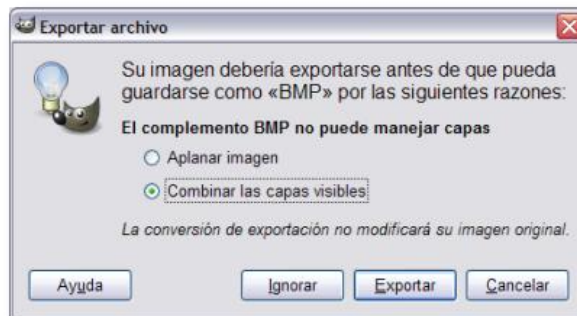 Exportar archivo
Su imagen debería exportarse antes de que pueda
guardarse como «BMP» por las siguientes razones:
El complemento BMP no puede manejar capas
Aplanar imagen
Combinar las capas visibles
La conversión de exportación no modificará su imagen original.
Ayuda Ignorar Exportar Cancelar